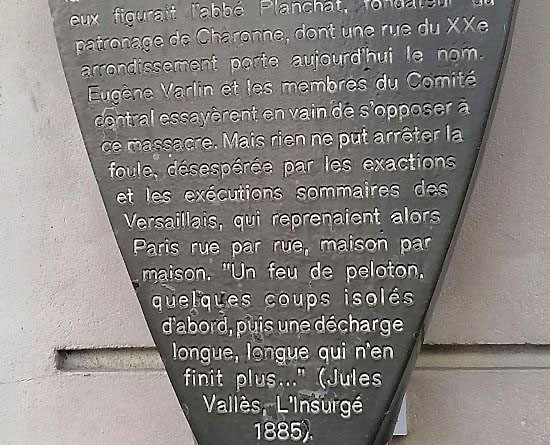 eux figurait l'abbé Planchat, fondateur du
patronage de Charonne, dont une rue du XXe
arrondissement porte aujourd'hui le nom.
Eugène Varlin et les membres du Comité
central essayèrent en vain de s'opposer à
ce massacre. Mais rien ne put arrêter la
foule, désespérée par les exactions
et les exécutions sommaires des
Versaillais, qui reprenaient alors
Paris rue par rue, maison par
maison. "Un feu de peloton,
quelques coups isolés
d'abord, puis une décharge
longue, longue qui n'en
finit plus..." (Jules
Vallès, L'Insurgé
1885).